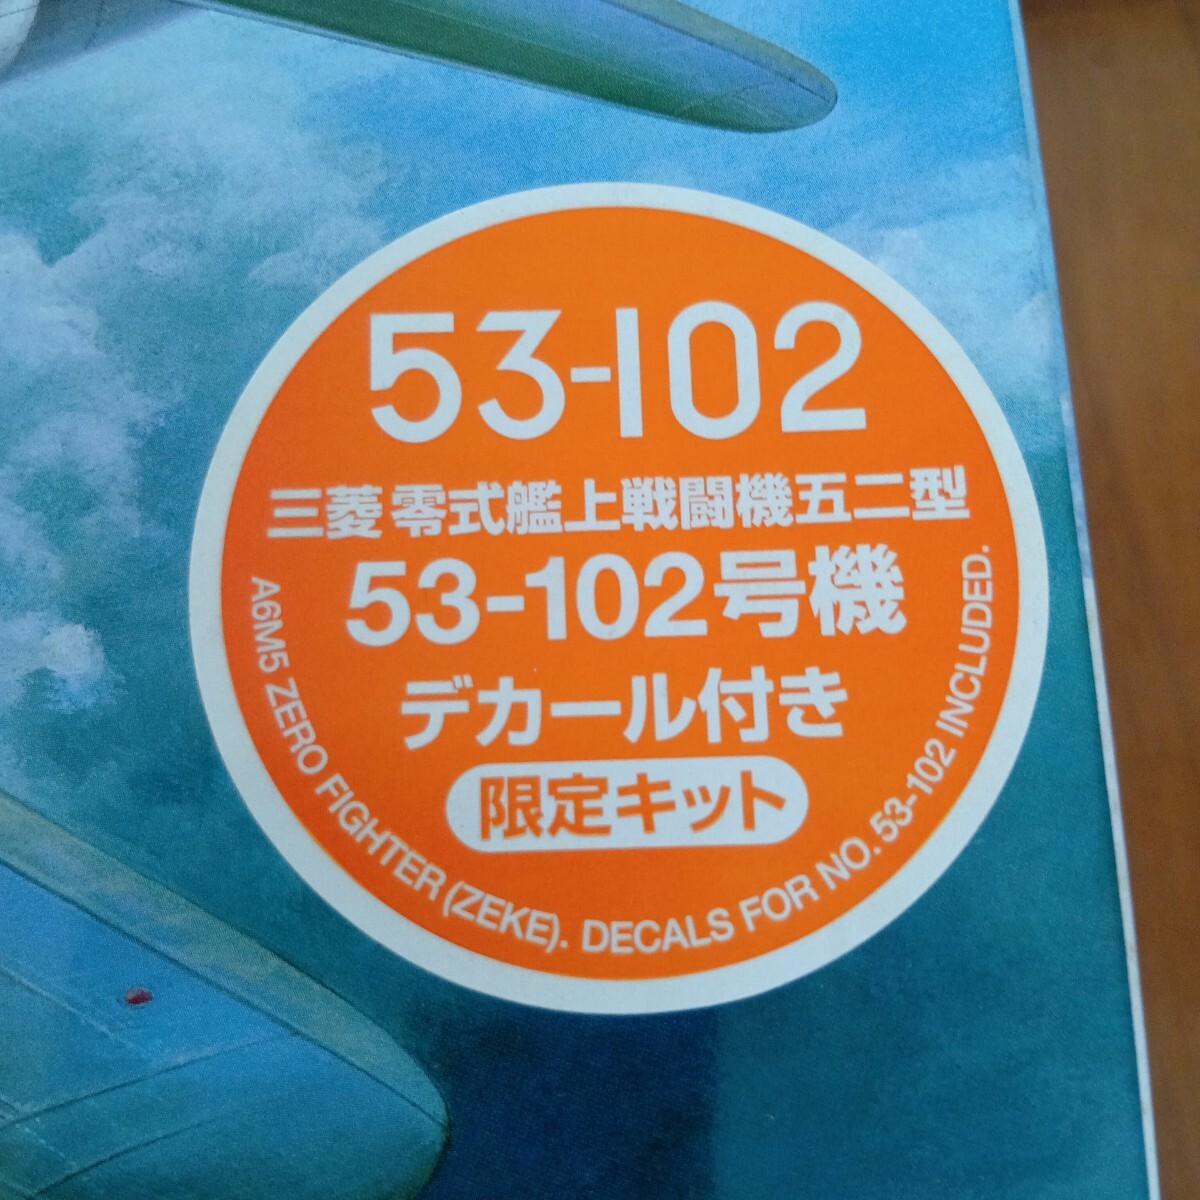 53-102
三菱 零式艦上戦闘機五二型
53-102号機
デカール付き
限定キット
A6M5 ZERO FIGHTER (ZEKE). DECALS FOR NO. 53-102 INCLUDED.